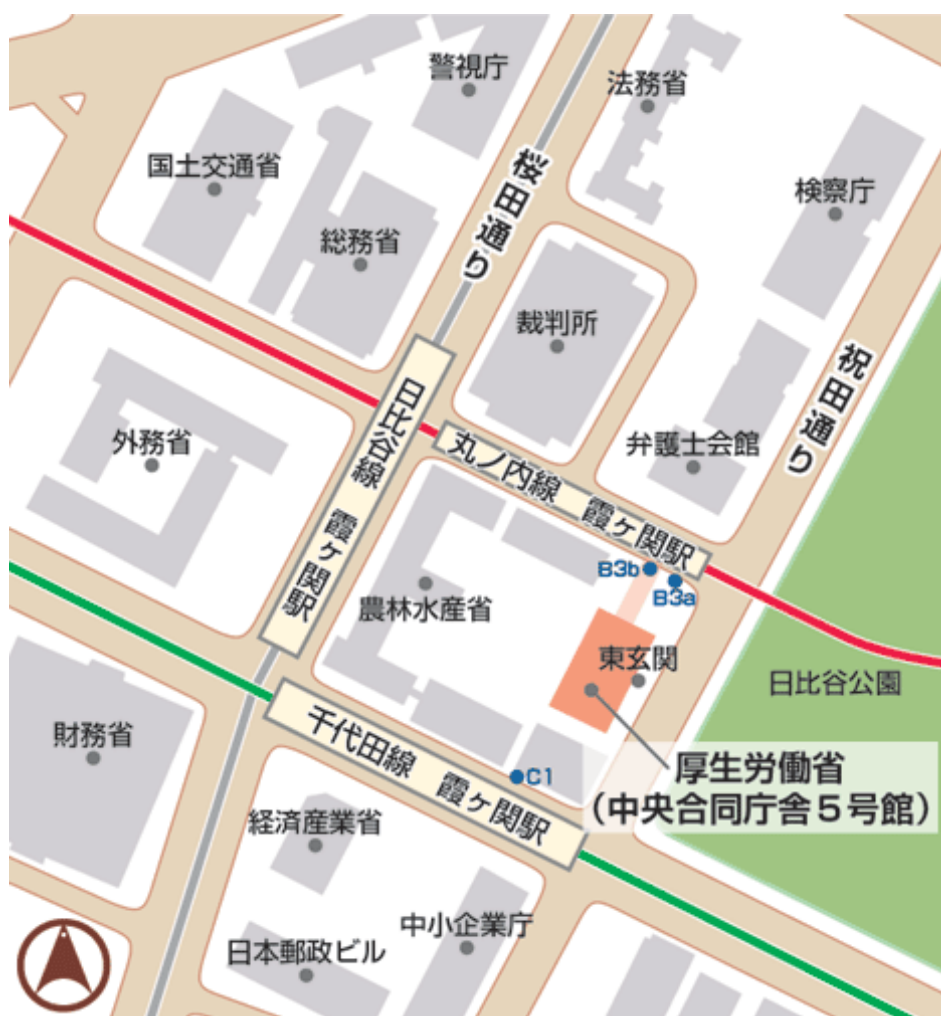 警視庁
法務省
国土交通省
桜田通り
検察庁
総務省
裁判所
祝田通り
日比谷線 霞ヶ関駅
外務省
丸ノ内線 霞ヶ関駅
弁護士会館
B3b
B3a
農林水産省
東玄関
日比谷公園
財務省
千代田線 霞ヶ関駅
C1
厚生労働省
(中央合同庁舎5号館)
経済産業省
中小企業庁
日本郵政ビル